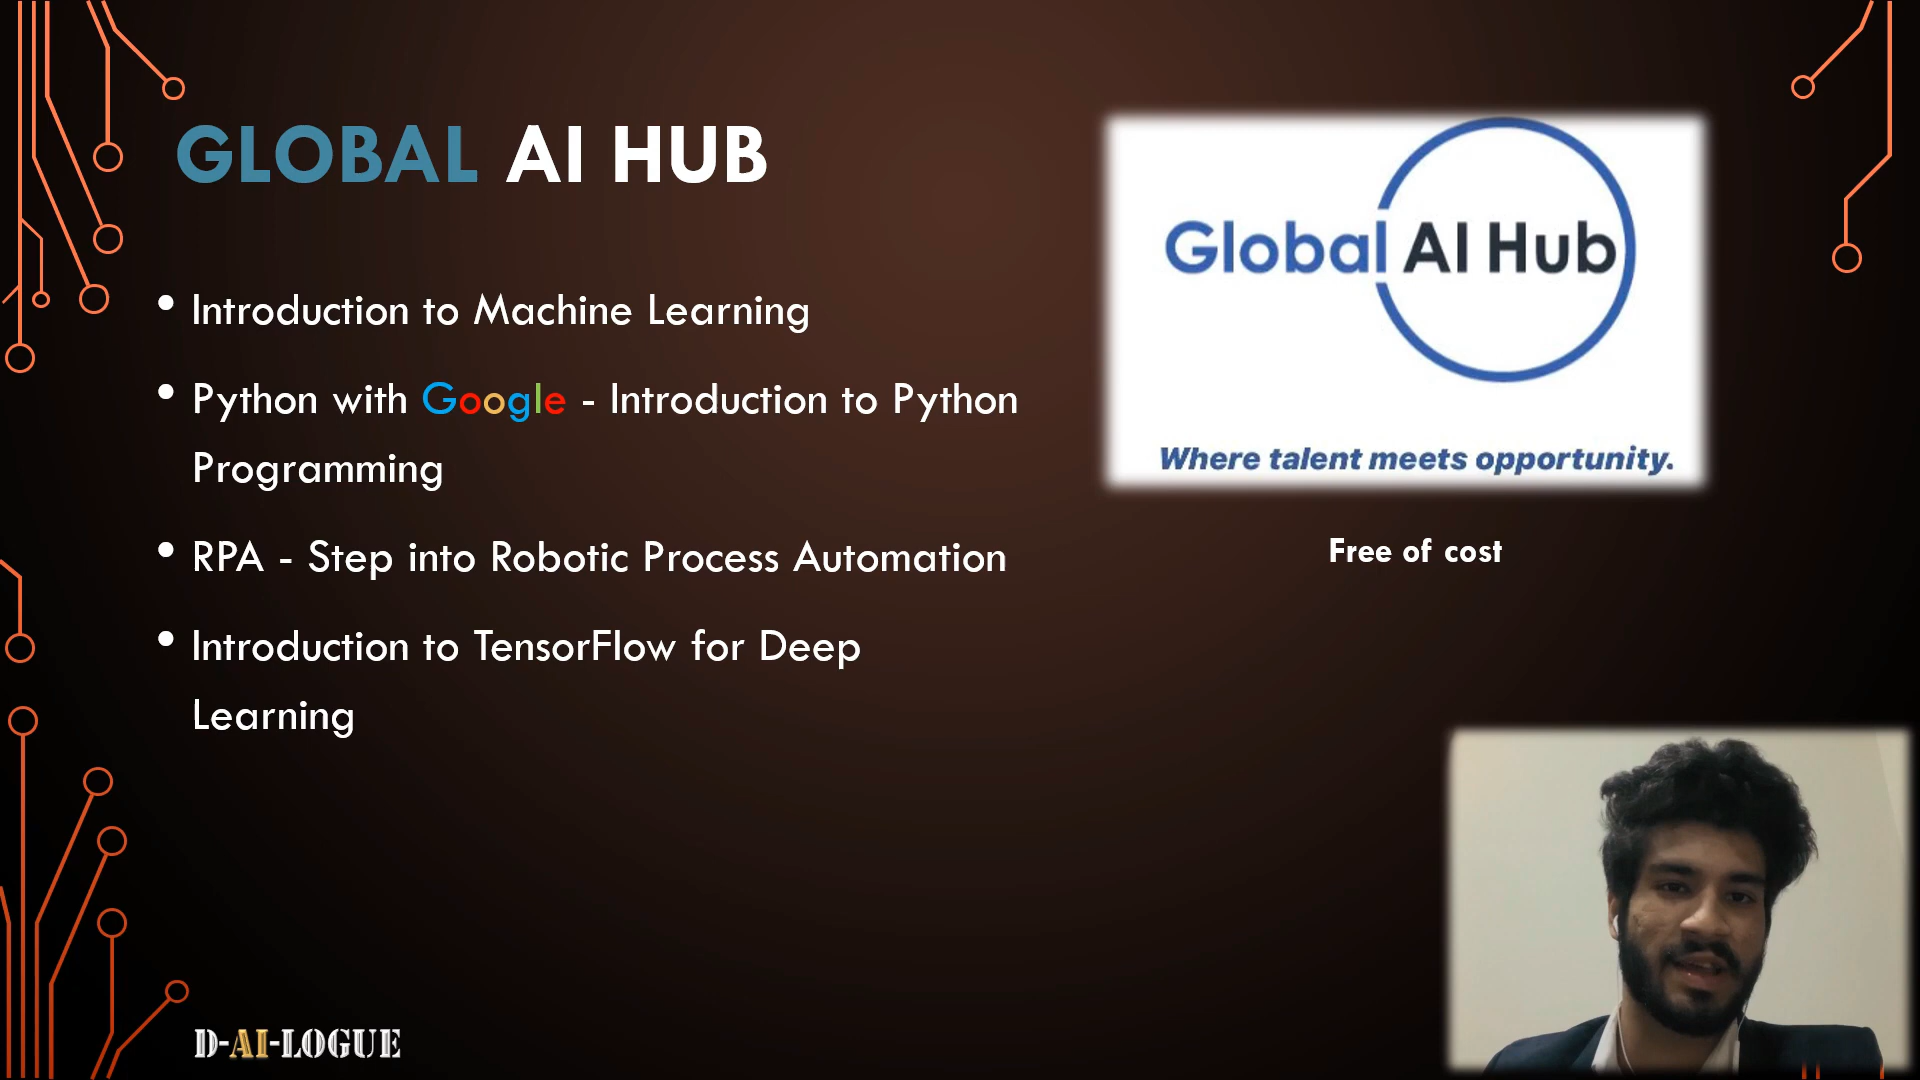 GLOBAL AI HUB
• Introduction to Machine Learning
• Python with Google - Introduction to Python
Programming
• RPA - Step into Robotic Process Automation
• Introduction to TensorFlow for Deep
Learning
Global AI Hub
Where talent meets opportunity.
Free of cost
D-AI-LOGUE